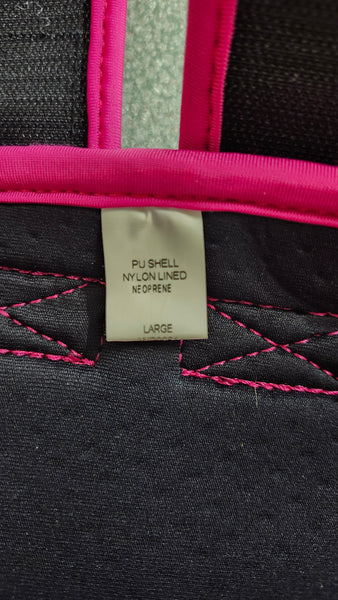 PU SHELL
NYLON LINED
NEOPRENE
LARGE